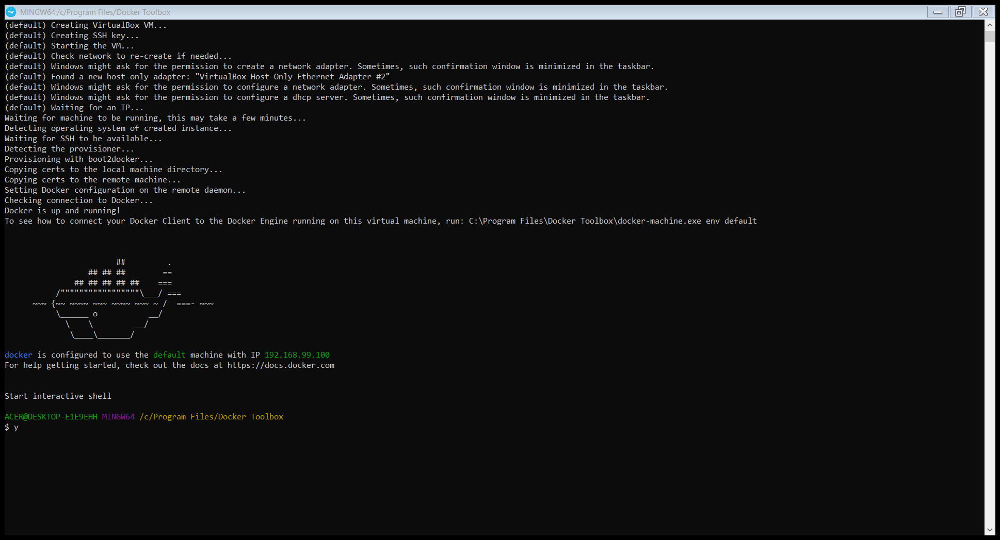 MINGW64:/c/Program Files/Docker Toolbox
(default) Creating VirtualBox VM...
(default) Creating SSH key...
(default) Starting the VM...
(default) Check network to re-create if needed...
(default) Windows might ask for the permission to create a network adapter. Sometimes, such confirmation window is minimized in the taskbar.
(default) Found a new host-only adapter: "VirtualBox Host-Only Ethernet Adapter #2"
(default) Windows might ask for the permission to configure a network adapter. Sometimes, such confirmation window is minimized in the taskbar.
(default) Windows might ask for the permission to configure a dhcp server. Sometimes, such confirmation window is minimized in the taskbar.
(default) Waiting for an IP...
Waiting for machine to be running, this may take a few minutes...
Detecting operating system of created instance...
Waiting for SSH to be available...
Detecting the provisioner...
Provisioning with boot2docker...
Copying certs to the local machine directory...
Copying certs to the remote machine...
Setting Docker configuration on the remote daemon...
Checking connection to Docker...
Docker is up and running!
To see how to connect your Docker Client to the Docker Engine running on this virtual machine, run: C:\Program Files\Docker Toolbox\docker-machine.exe env default
                        ##         .
                  ## ## ##        ==
               ## ## ## ## ##    ===
           /"""""""""""""""""\___/ ===
      ~~~ {~~ ~~~~ ~~~ ~~~~ ~~~ ~ /  ===- ~~~
           \______ o           __/
             \    \         __/
              \____\_______/
docker is configured to use the default machine with IP 192.168.99.100
For help getting started, check out the docs at https://docs.docker.com
Start interactive shell
ACER@DESKTOP-E1E9EHH MINGW64 /c/Program Files/Docker Toolbox
$ y